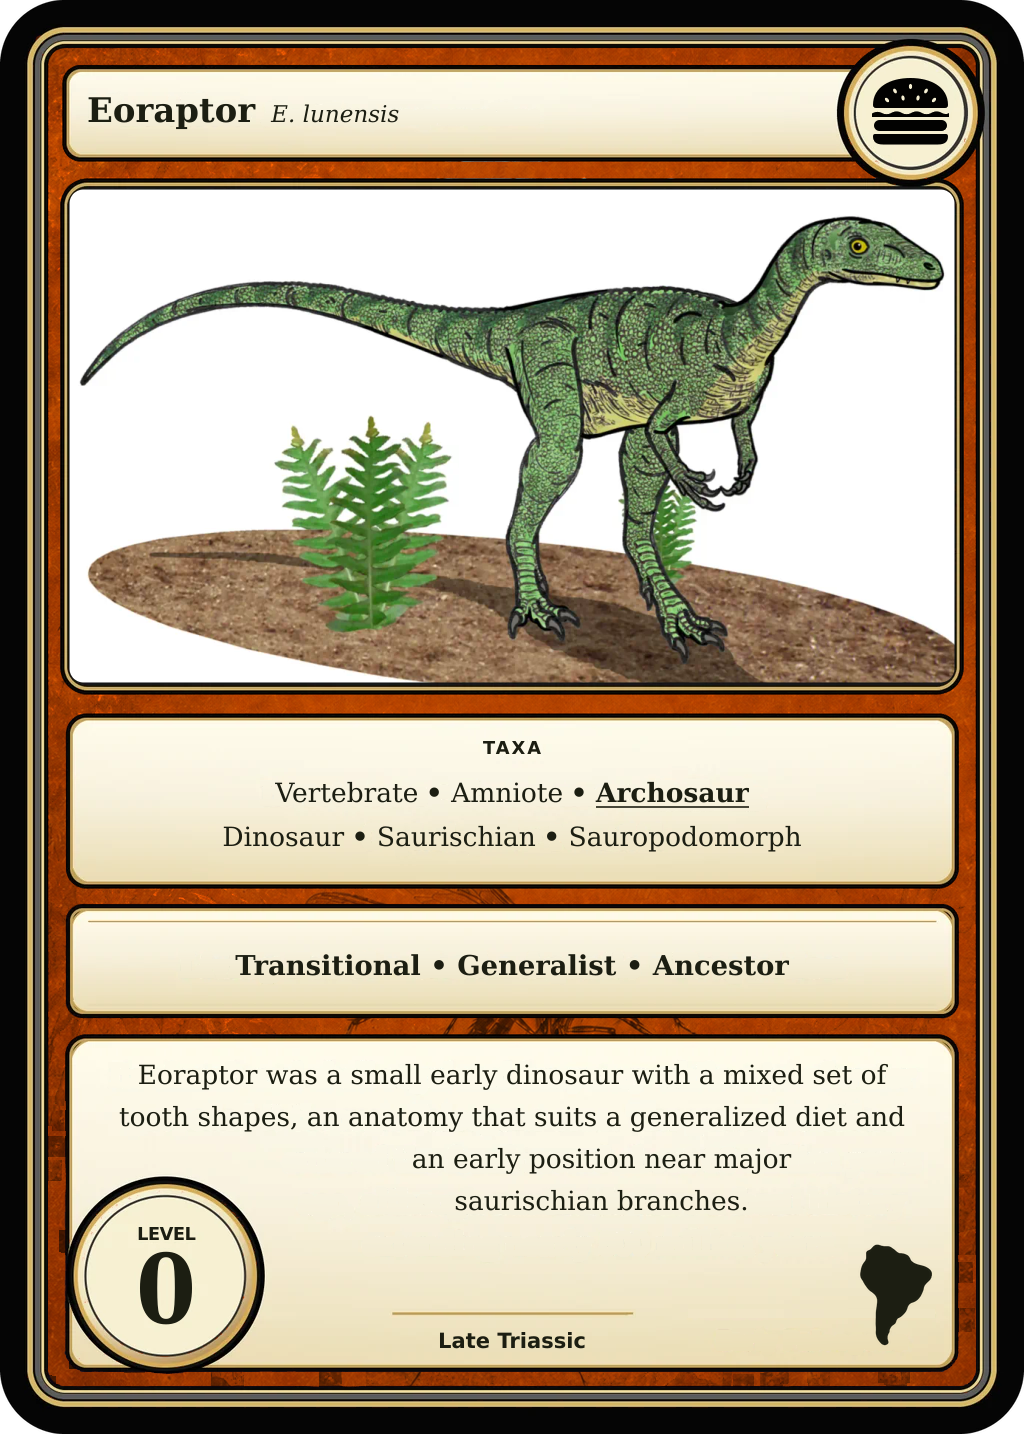 Eoraptor E. lunensis
TAXA
Vertebrate • Amniote • Archosaur
Dinosaur • Saurischian • Sauropodomorph
Transitional • Generalist • Ancestor
Eoraptor was a small early dinosaur with a mixed set of
tooth shapes, an anatomy that suits a generalized diet and
an early position near major
saurischian branches.
LEVEL
0
Late Triassic